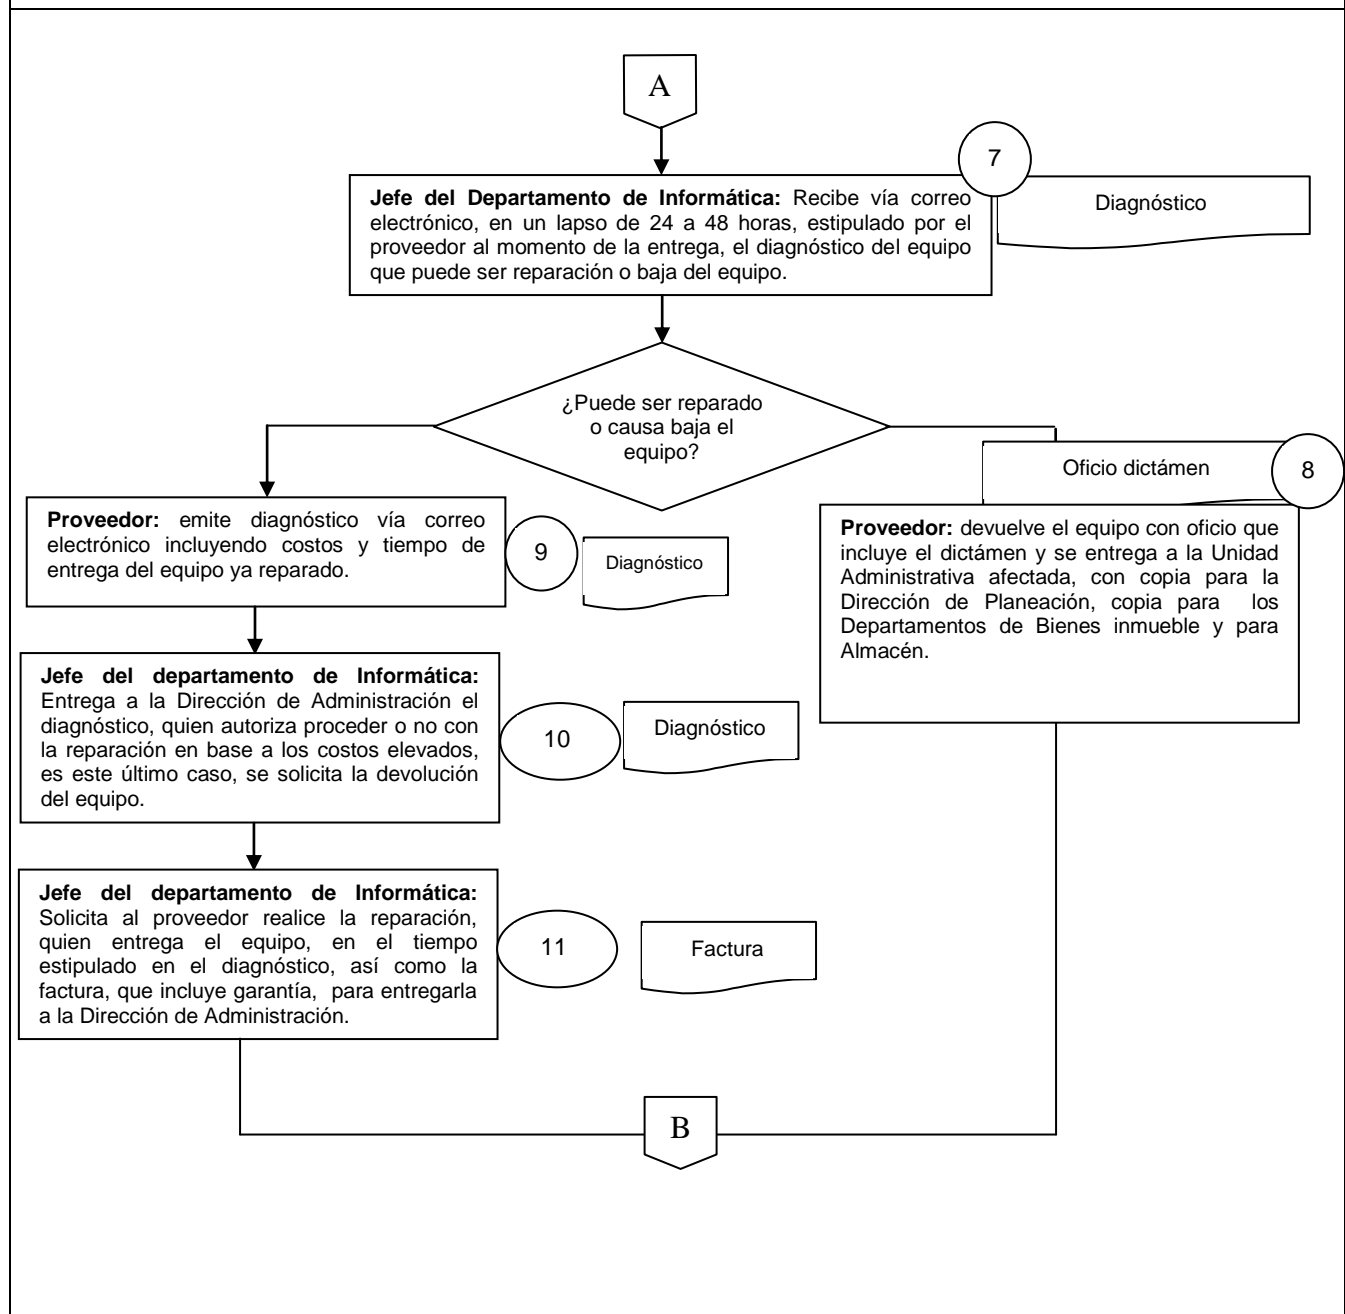 A
7
Jefe del Departamento de Informática: Recibe vía correo
electrónico, en un lapso de 24 a 48 horas, estipulado por el
proveedor al momento de la entrega, el diagnóstico del equipo
que puede ser reparación o baja del equipo.
Diagnóstico
¿Puede ser reparado
o causa baja el
equipo?
Oficio dictámen
8
Proveedor: devuelve el equipo con oficio que
incluye el dictámen y se entrega a la Unidad
Administrativa afectada, con copia para la
Dirección de Planeación, copia para los
Departamentos de Bienes inmueble y para
Almacén.
Proveedor: emite diagnóstico vía correo
electrónico incluyendo costos y tiempo de
entrega del equipo ya reparado.
9
Diagnóstico
Jefe del departamento de Informática:
Entrega a la Dirección de Administración el
diagnóstico, quien autoriza proceder o no con
la reparación en base a los costos elevados,
es este último caso, se solicita la devolución
del equipo.
10
Diagnóstico
Jefe del departamento de Informática:
Solicita al proveedor realice la reparación,
quien entrega el equipo, en el tiempo
estipulado en el diagnóstico, así como la
factura, que incluye garantía, para entregarla
a la Dirección de Administración.
11
Factura
B